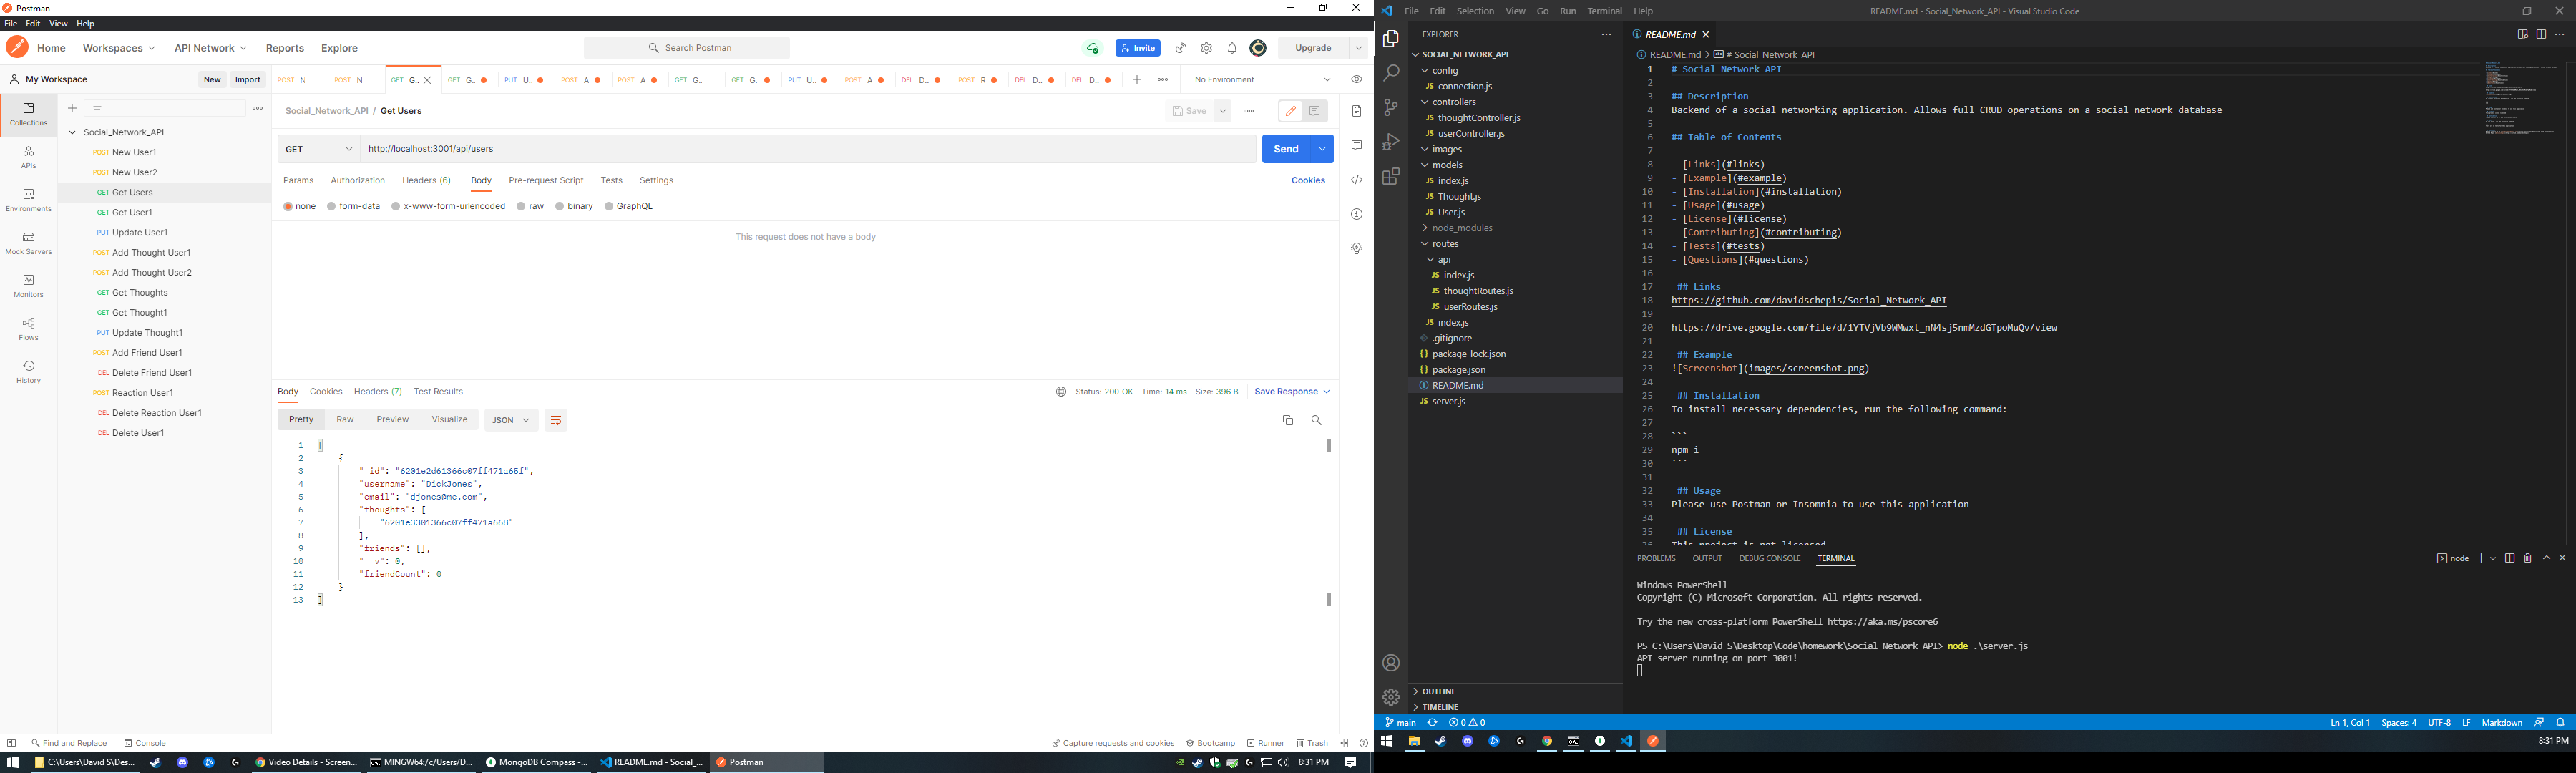 Postman
File Edit View Help
Home Workspaces API Network Reports Explore
Search Postman
Invite
Upgrade
My Workspace
New Import
POST N
POST N
GET G..
GET G..
PUT U..
POST A
POST A
GET G..
GET G..
PUT U..
POST A
DEL D..
POST R
DEL D..
DEL D..
No Environment
Collections
APIs
Environments
Mock Servers
Monitors
Flows
History
Social_Network_API
POST New User1
POST New User2
GET Get Users
GET Get User1
PUT Update User1
POST Add Thought User1
POST Add Thought User2
GET Get Thoughts
GET Get Thought1
PUT Update Thought1
POST Add Friend User1
DEL Delete Friend User1
POST Reaction User1
DEL Delete Reaction User1
DEL Delete User1
Social_Network_API / Get Users
Save
GET http://localhost:3001/api/users
Send
Params Authorization Headers (6) Body Pre-request Script Tests Settings
Cookies
none form-data x-www-form-urlencoded raw binary GraphQL
This request does not have a body
Body Cookies Headers (7) Test Results
Status: 200 OK Time: 14 ms Size: 396 B Save Response
Pretty Raw Preview Visualize JSON
1 [
2 {
3 "_id": "6201e2d61366c07ff471a65f",
4 "username": "DickJones",
5 "email": "djones@me.com",
6 "thoughts": [
7 "6201e3301366c07ff471a668"
8 ],
9 "friends": [],
10 "__v": 0,
11 "friendCount": 0
12 }
13 ]
Find and Replace Console
Capture requests and cookies Bootcamp Runner Trash
C:\Users\David S\Des...
Video Details - Screen...
MINGW64:/c/Users/D...
MongoDB Compass -...
README.md - Social_...
Postman
8:31 PM
File Edit Selection View Go Run Terminal Help
README.md - Social_Network_API - Visual Studio Code
EXPLORER
SOCIAL_NETWORK_API
config
JS connection.js
controllers
JS thoughtController.js
JS userController.js
images
models
JS index.js
JS Thought.js
JS User.js
node_modules
routes
api
JS index.js
JS thoughtRoutes.js
JS userRoutes.js
JS index.js
.gitignore
{} package-lock.json
{} package.json
README.md
JS server.js
OUTLINE
TIMELINE
README.md
README.md > # Social_Network_API
1 # Social_Network_API
2
3 ## Description
4 Backend of a social networking application. Allows full CRUD operations on a social network database
5
6 ## Table of Contents
7
8 - [Links](#links)
9 - [Example](#example)
10 - [Installation](#installation)
11 - [Usage](#usage)
12 - [License](#license)
13 - [Contributing](#contributing)
14 - [Tests](#tests)
15 - [Questions](#questions)
16
17 ## Links
18 https://github.com/davidschepis/Social_Network_API
19
20 https://drive.google.com/file/d/1YTVjVb9WMwxt_nN4sj5nmMzdGTpoMuQv/view
21
22 ## Example
23 ![Screenshot](images/screenshot.png)
24
25 ## Installation
26 To install necessary dependencies, run the following command:
27
28 ```
29 npm i
30 ```
31
32 ## Usage
33 Please use Postman or Insomnia to use this application
34
35 ## License
36 This project is not licensed
PROBLEMS OUTPUT DEBUG CONSOLE TERMINAL
node
Windows PowerShell
Copyright (C) Microsoft Corporation. All rights reserved.
Try the new cross-platform PowerShell https://aka.ms/pscore6
PS C:\Users\David S\Desktop\Code\homework\Social_Network_API> node .\server.js
API server running on port 3001!
main 0 0
Ln 1, Col 1 Spaces: 4 UTF-8 LF Markdown
8:31 PM